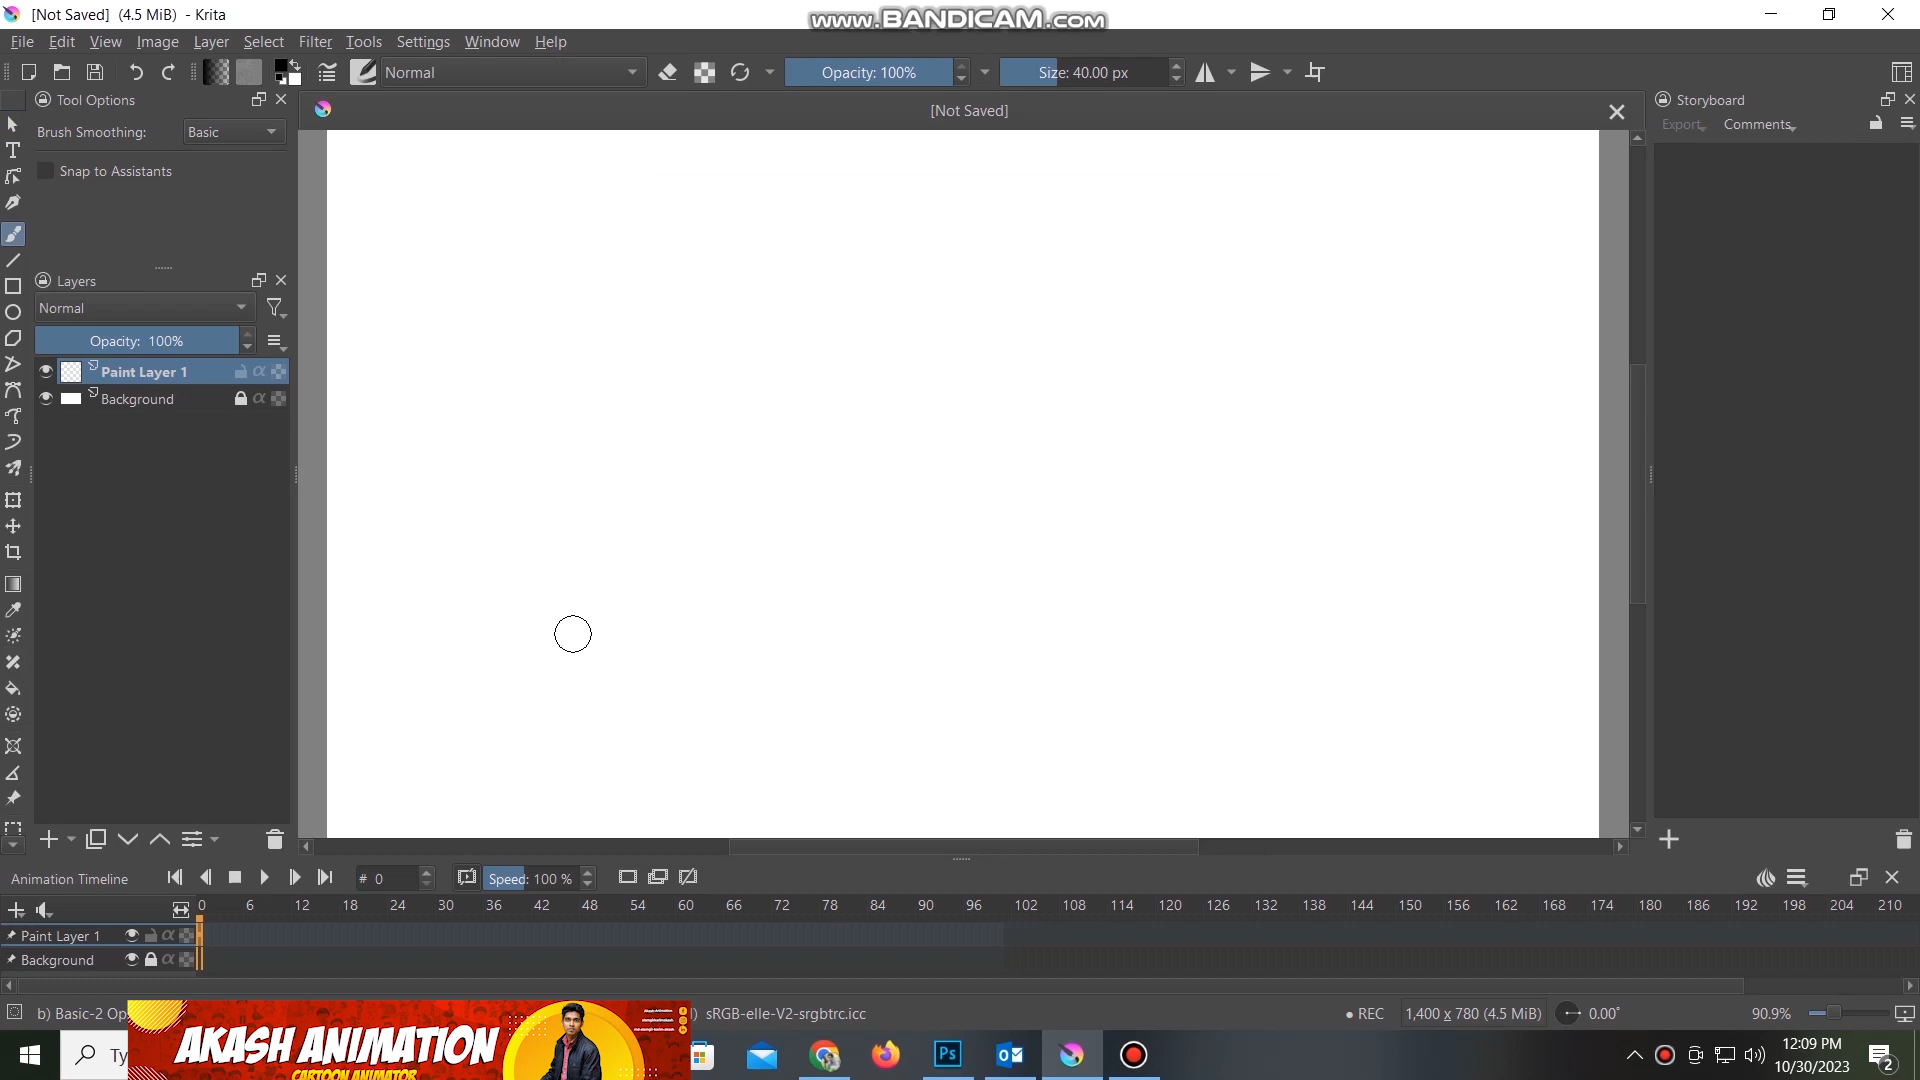 [Not Saved] (4.5 MiB) - Krita
www.BANDICAM.com
File Edit View Image Layer Select Filter Tools Settings Window Help
Normal
Opacity: 100%
Size: 40.00 px
Tool Options
[Not Saved]
Storyboard
Brush Smoothing: Basic
Export Comments
Snap to Assistants
Layers
Normal
Opacity: 100%
Paint Layer 1
Background
Animation Timeline
# 0
Speed: 100 %
0 6 12 18 24 30 36 42 48 54 60 66 72 78 84 90 96 102 108 114 120 126 132 138 144 150 156 162 168 174 180 186 192 198 204 210
Paint Layer 1
Background
b) Basic-2 Op
sRGB-elle-V2-srgbtrc.icc
REC
1,400 x 780 (4.5 MiB)
0.00°
90.9%
AKASH ANIMATION
CARTOON ANIMATOR
Ty
Ps
12:09 PM
10/30/2023
2